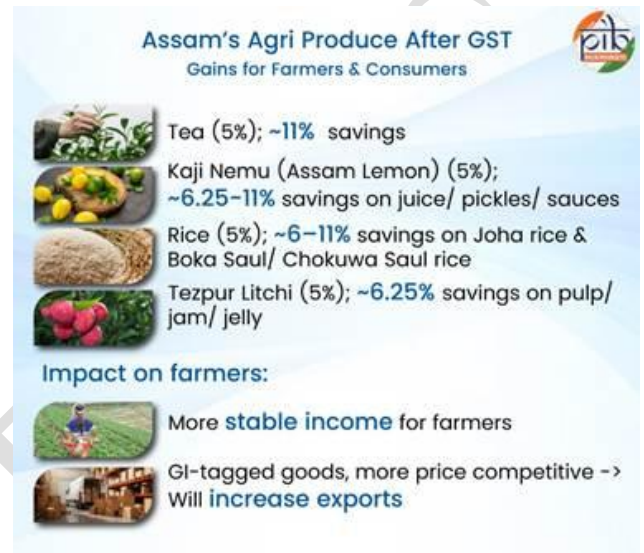 Assam's Agri Produce After GST
Gains for Farmers & Consumers
pib
Tea (5%); ~11% savings
Kaji Nemu (Assam Lemon) (5%);
~6.25-11% savings on juice/ pickles/ sauces
Rice (5%); ~6–11% savings on Joha rice &
Boka Saul/ Chokuwa Saul rice
Tezpur Litchi (5%); ~6.25% savings on pulp/
jam/ jelly
Impact on farmers:
More stable income for farmers
GI-tagged goods, more price competitive ->
Will increase exports